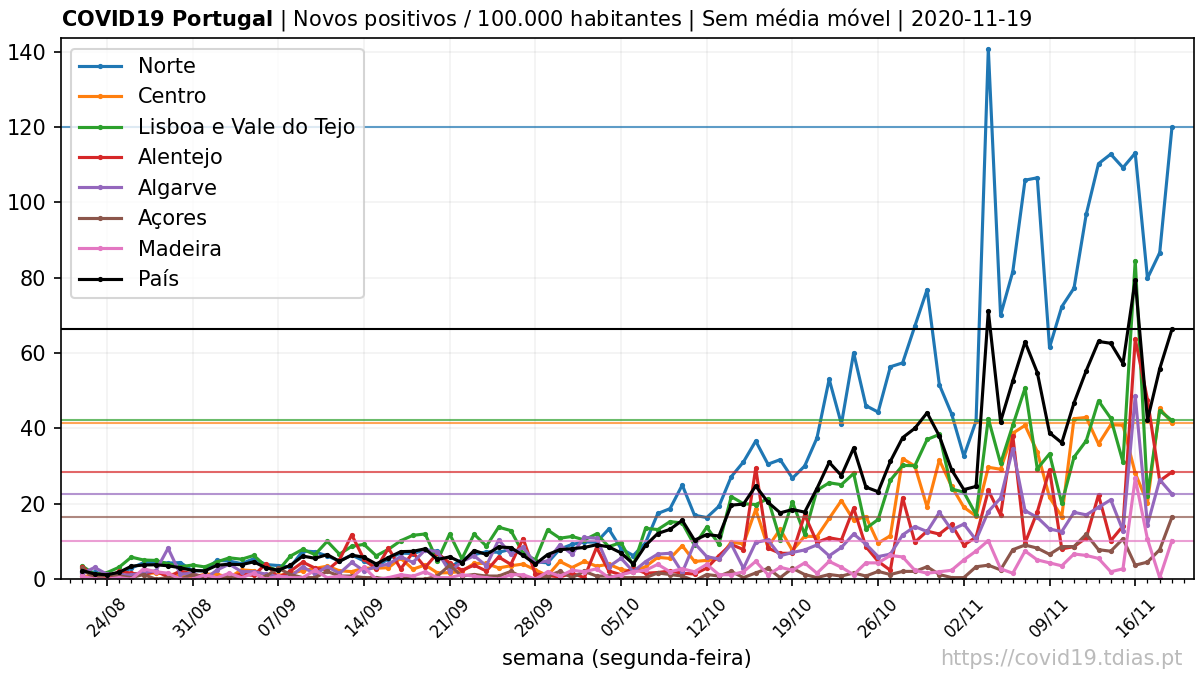 COVID19 Portugal | Novos positivos / 100.000 habitantes | Sem média móvel | 2020-11-19
140
120
100
80
60
40
20
0
Norte
Centro
Lisboa e Vale do Tejo
Alentejo
Algarve
Açores
Madeira
País
24/08 31/08 07/09 14/09 21/09 28/09 05/10 12/10 19/10 26/10 02/11 09/11 16/11
semana (segunda-feira)
https://covid19.tdias.pt